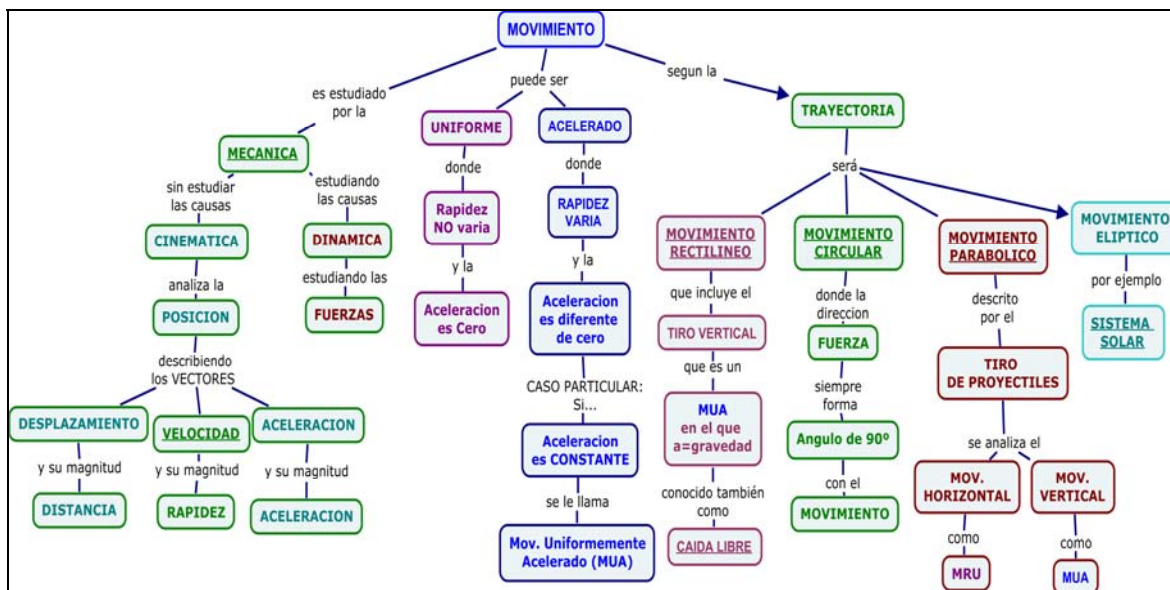 MOVIMIENTO
es estudiado
por la
puede ser
segun la
MECANICA
sin estudiar
las causas
estudiando
las causas
CINEMATICA
DINAMICA
analiza la
estudiando las
POSICION
FUERZAS
describiendo
los VECTORES
DESPLAZAMIENTO
VELOCIDAD
ACELERACION
y su magnitud
y su magnitud
y su magnitud
DISTANCIA
RAPIDEZ
ACELERACION
UNIFORME
donde
Rapidez
NO varia
y la
Aceleracion
es Cero
ACELERADO
donde
RAPIDEZ
VARIA
y la
Aceleracion
es diferente
de cero
CASO PARTICULAR:
Si...
Aceleracion
es CONSTANTE
se le llama
Mov. Uniformemente
Acelerado (MUA)
TRAYECTORIA
será
MOVIMIENTO
RECTILINEO
que incluye el
TIRO VERTICAL
que es un
MUA
en el que
a=gravedad
conocido también
como
CAIDA LIBRE
MOVIMIENTO
CIRCULAR
donde la
direccion
FUERZA
siempre
forma
Angulo de 90º
con el
MOVIMIENTO
MOVIMIENTO
PARABOLICO
descrito
por el
TIRO
DE PROYECTILES
se analiza el
MOV.
HORIZONTAL
MOV.
VERTICAL
como
como
MRU
MUA
MOVIMIENTO
ELIPTICO
por ejemplo
SISTEMA
SOLAR